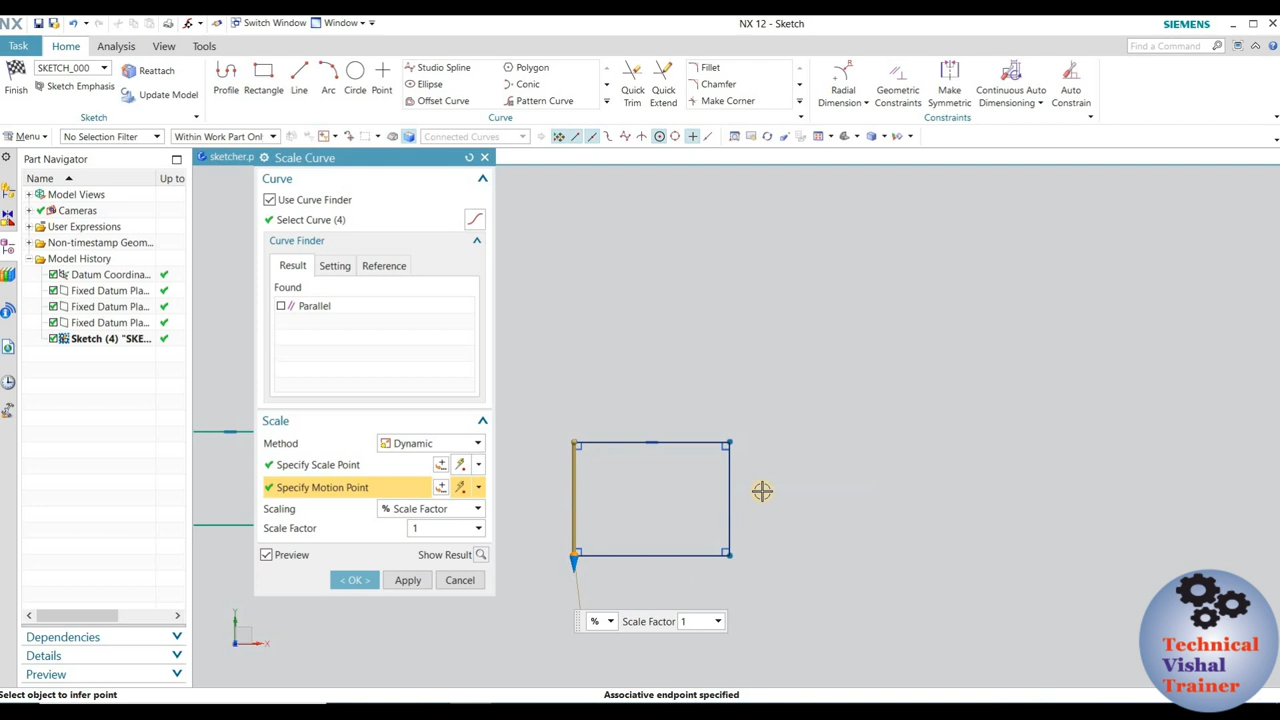 NX
Switch Window
Window
NX 12 - Sketch
SIEMENS
Task
Home
Analysis
View
Tools
Find a Command
Finish
SKETCH_000
Sketch Emphasis
Reattach
Update Model
Sketch
Profile
Rectangle
Line
Arc
Circle
Point
Studio Spline
Ellipse
Offset Curve
Polygon
Conic
Pattern Curve
Quick
Trim
Quick
Extend
Fillet
Chamfer
Make Corner
Curve
Radial
Dimension
Geometric
Constraints
Make
Symmetric
Continuous Auto
Dimensioning
Auto
Constrain
Constraints
Menu
No Selection Filter
Within Work Part Onl
Connected Curves
Part Navigator
Name
Up to
Model Views
Cameras
User Expressions
Non-timestamp Geom...
Model History
Datum Coordina...
Fixed Datum Pla...
Fixed Datum Pla...
Fixed Datum Pla...
Sketch (4) "SKE...
Dependencies
Details
Preview
sketcher.p
Scale Curve
Curve
Use Curve Finder
Select Curve (4)
Curve Finder
Result
Setting
Reference
Found
Parallel
Scale
Method
Dynamic
Specify Scale Point
Specify Motion Point
Scaling
% Scale Factor
Scale Factor
1
Preview
Show Result
< OK >
Apply
Cancel
Y
X
%
Scale Factor
1
Technical
Vishal
Trainer
Select object to infer point
Associative endpoint specified